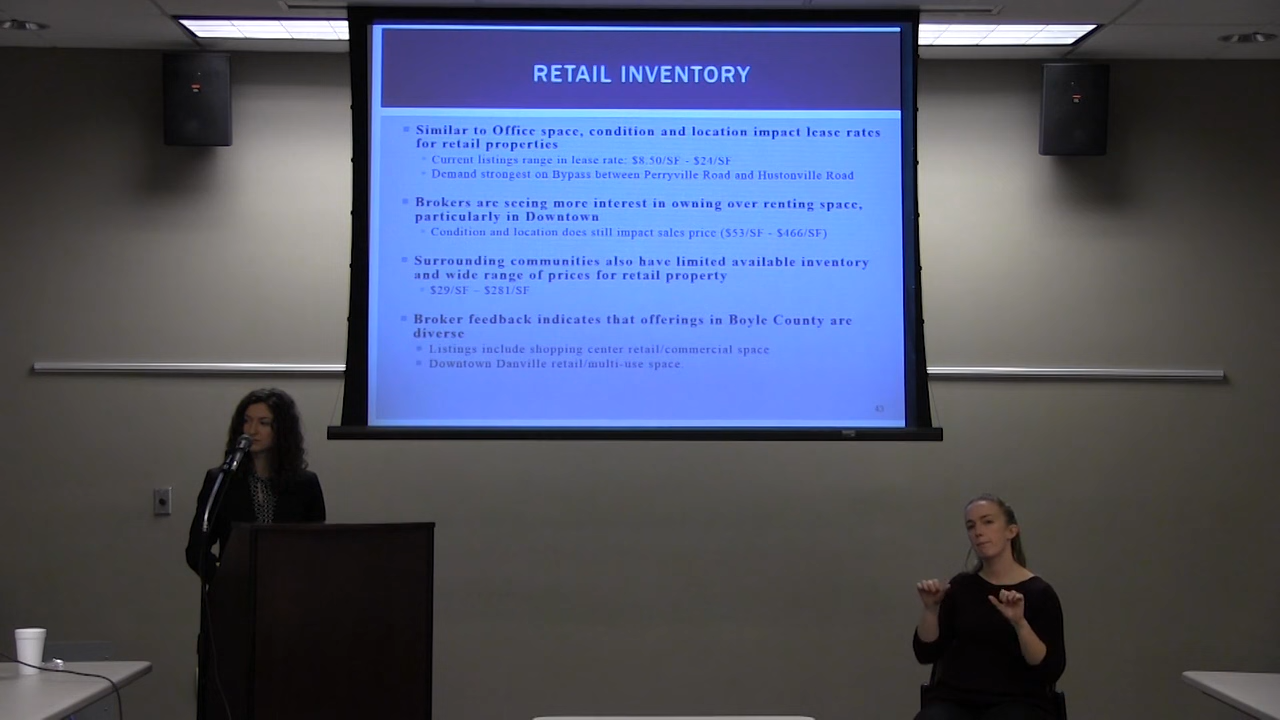 RETAIL INVENTORY
Similar to Office space, condition and location impact lease rates
for retail properties
Current listings range in lease rate: $8.50/SF - $24/SF
Demand strongest on Bypass between Perryville Road and Hustonville Road
Brokers are seeing more interest in owning over renting space,
particularly in Downtown
Condition and location does still impact sales price ($53/SF - $466/SF)
Surrounding communities also have limited available inventory
and wide range of prices for retail property
$29/SF – $281/SF
Broker feedback indicates that offerings in Boyle County are
diverse
Listings include shopping center retail/commercial space
Downtown Danville retail/multi-use space
63